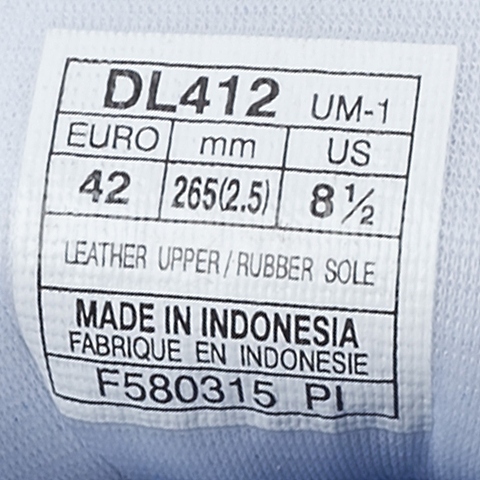 DL412 UM-1
EURO mm US
42 265(2.5) 8 ½
LEATHER UPPER / RUBBER SOLE
MADE IN INDONESIA
FABRIQUE EN INDONESIE
F580315 PI